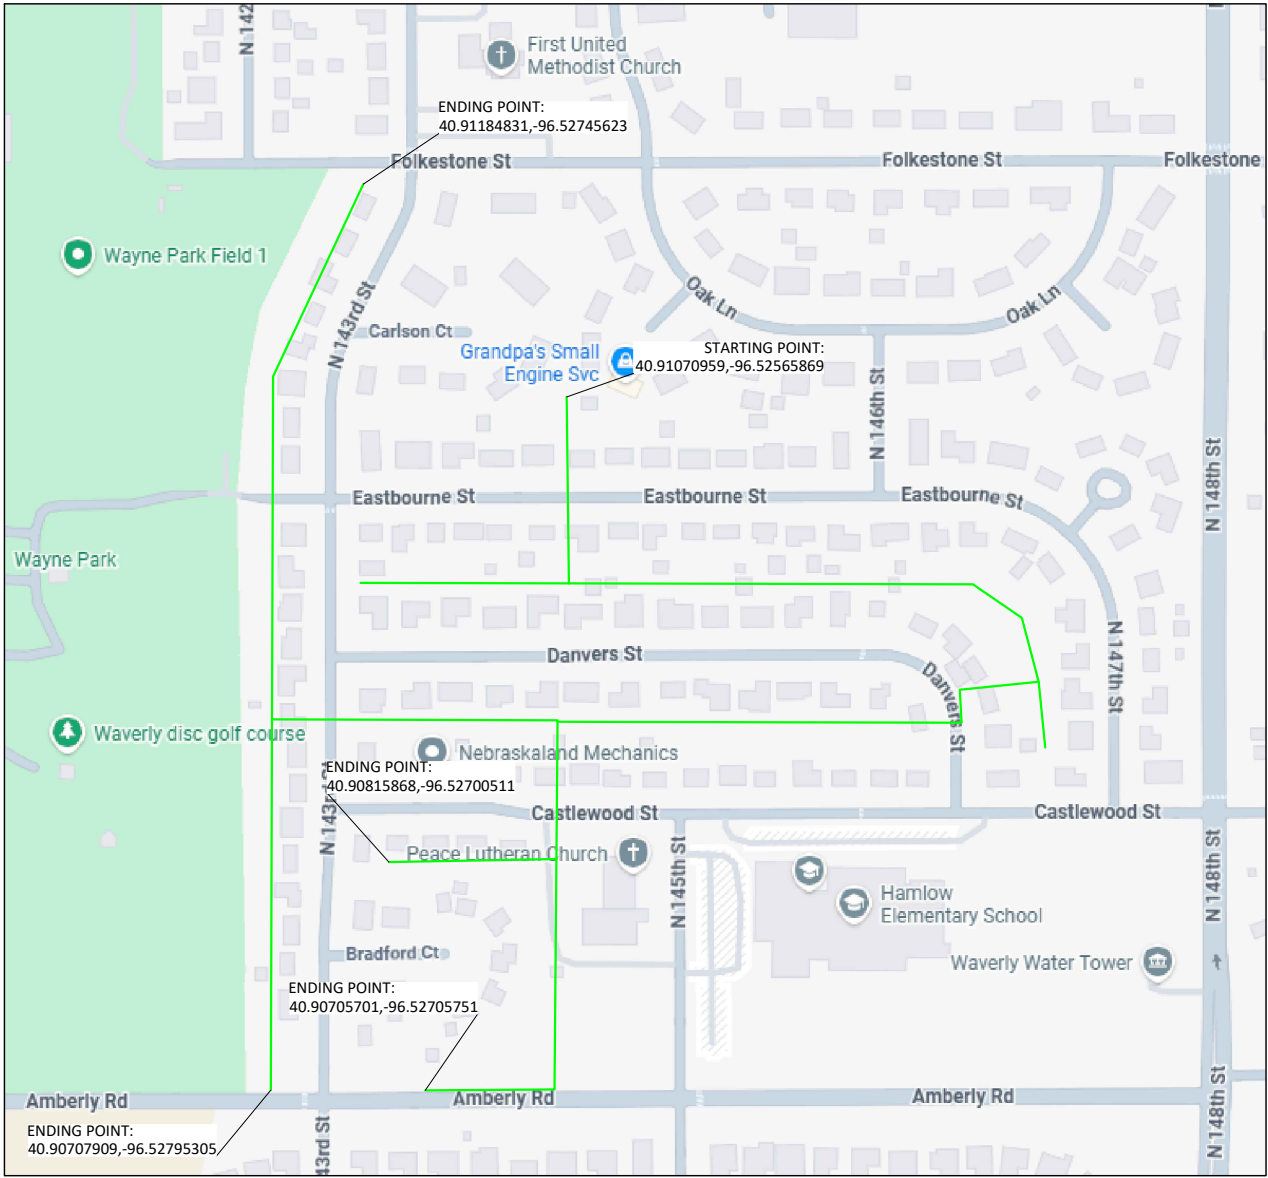 N 142
First United
Methodist Church
ENDING POINT:
40.91184831,-96.52745623
Folkestone St
Folkestone St
Folkestone
Wayne Park Field 1
Oak Ln
Oak Ln
N 143rd St
Carlson Ct
Grandpa's Small
Engine Svc
STARTING POINT:
40.91070959,-96.52565869
N 146th St
N 148th St
Eastbourne St
Eastbourne St
Eastbourne St
Wayne Park
Danvers St
Danvers St
N 147th St
Waverly disc golf course
Nebraskaland Mechanics
ENDING POINT:
40.90815868,-96.52700511
N 143rd St
Castlewood St
Castlewood St
Peace Lutheran Church
N 145th St
N 148th St
Hamlow
Elementary School
Bradford Ct
Waverly Water Tower
ENDING POINT:
40.90705701,-96.52705751
Amberly Rd
Amberly Rd
Amberly Rd
N 148th St
ENDING POINT:
40.90707909,-96.52795305
43rd St